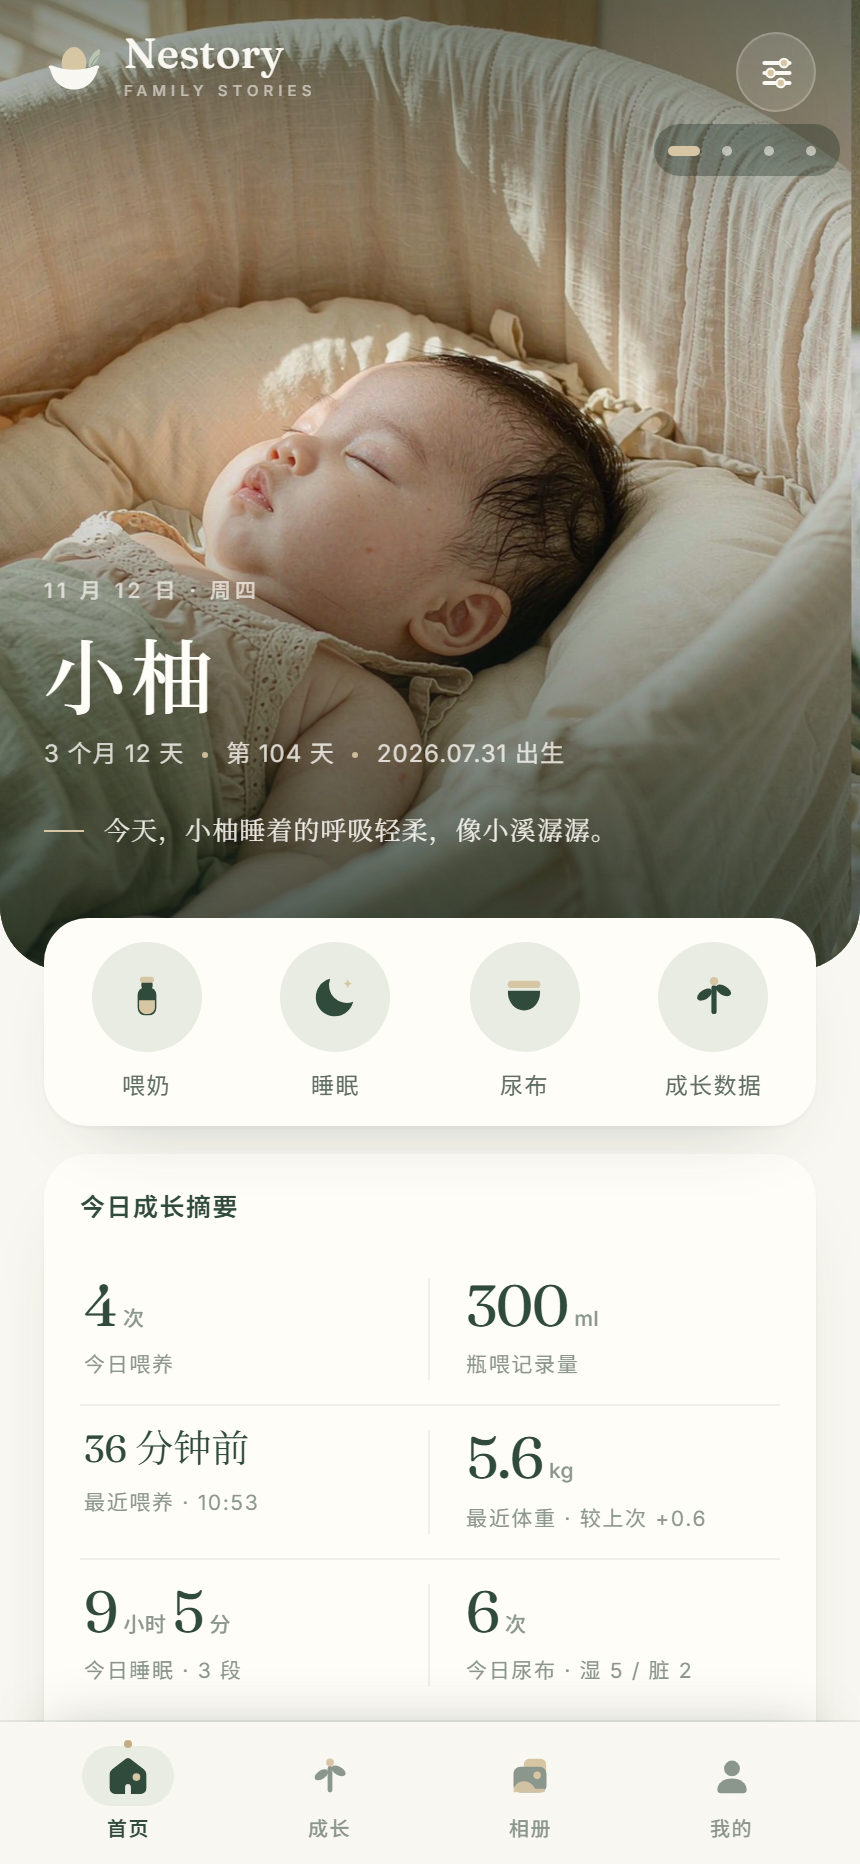 Nestory
FAMILY STORIES
11 月 12 日 · 周四
小柚
3 个月 12 天 • 第 104 天 • 2026.07.31 出生
今天，小柚睡着的呼吸轻柔，像小溪潺潺。
喂奶 睡眠 尿布 成长数据
今日成长摘要
4 次 300 ml
今日喂养 瓶喂记录量
36 分钟前 5.6 kg
最近喂养 · 10:53 最近体重 · 较上次 +0.6
9 小时 5 分 6 次
今日睡眠 · 3 段 今日尿布 · 湿 5 / 脏 2
首页 成长 相册 我的